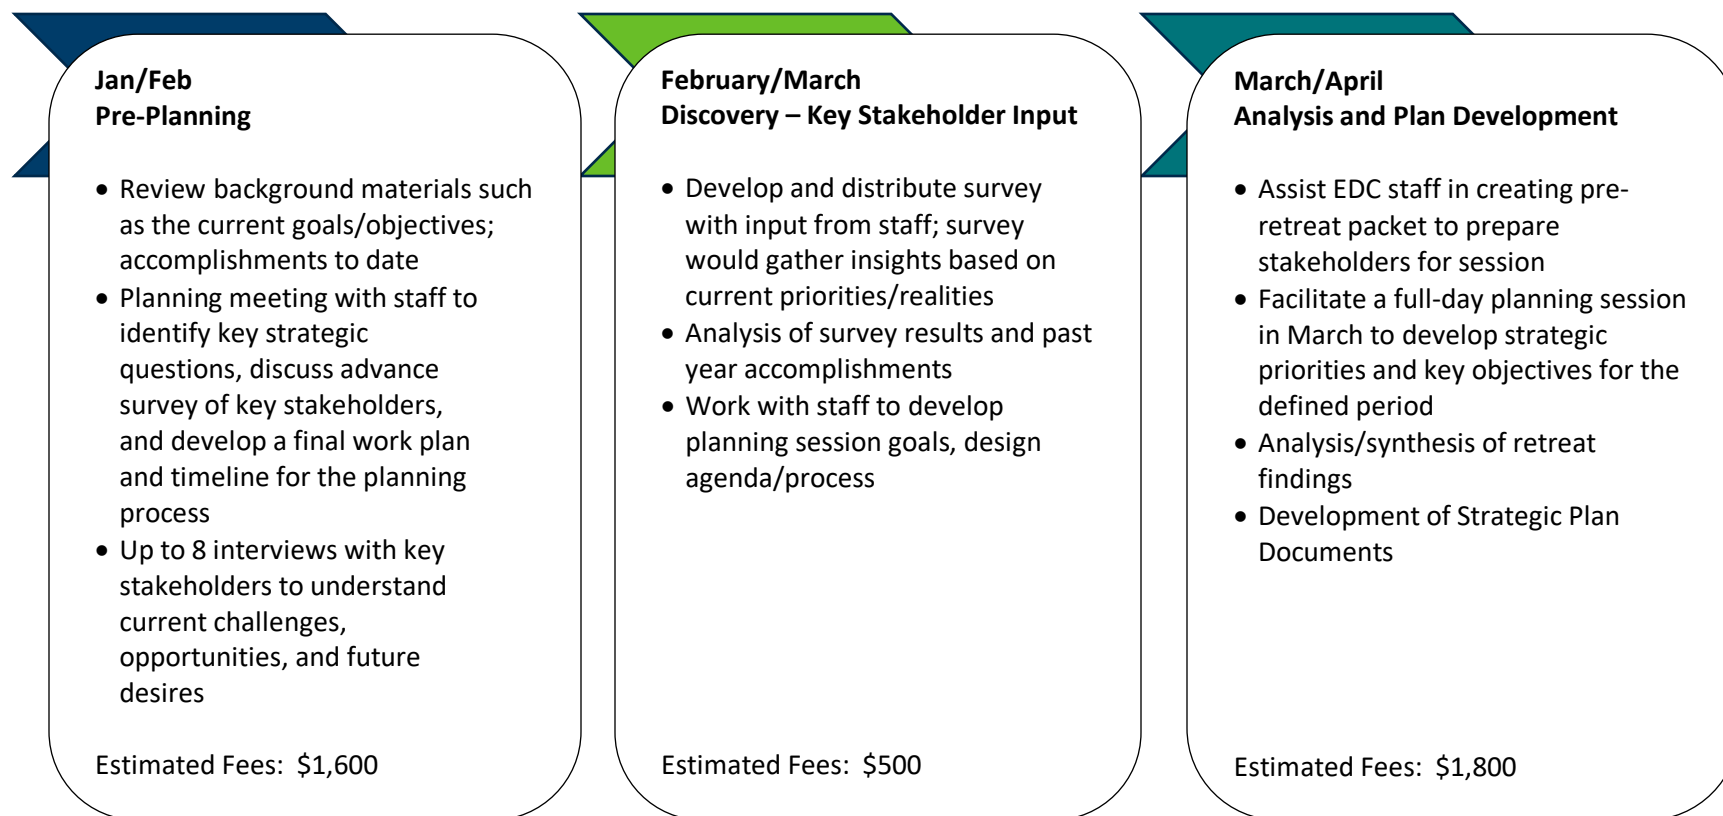 Jan/Feb
Pre-Planning
• Review background materials such
as the current goals/objectives;
accomplishments to date
• Planning meeting with staff to
identify key strategic
questions, discuss advance
survey of key stakeholders,
and develop a final work plan
and timeline for the planning
process
• Up to 8 interviews with key
stakeholders to understand
current challenges,
opportunities, and future
desires
Estimated Fees: $1,600
February/March
Discovery – Key Stakeholder Input
• Develop and distribute survey
with input from staff; survey
would gather insights based on
current priorities/realities
• Analysis of survey results and past
year accomplishments
• Work with staff to develop
planning session goals, design
agenda/process
Estimated Fees: $500
March/April
Analysis and Plan Development
• Assist EDC staff in creating pre-
retreat packet to prepare
stakeholders for session
• Facilitate a full-day planning session
in March to develop strategic
priorities and key objectives for the
defined period
• Analysis/synthesis of retreat
findings
• Development of Strategic Plan
Documents
Estimated Fees: $1,800